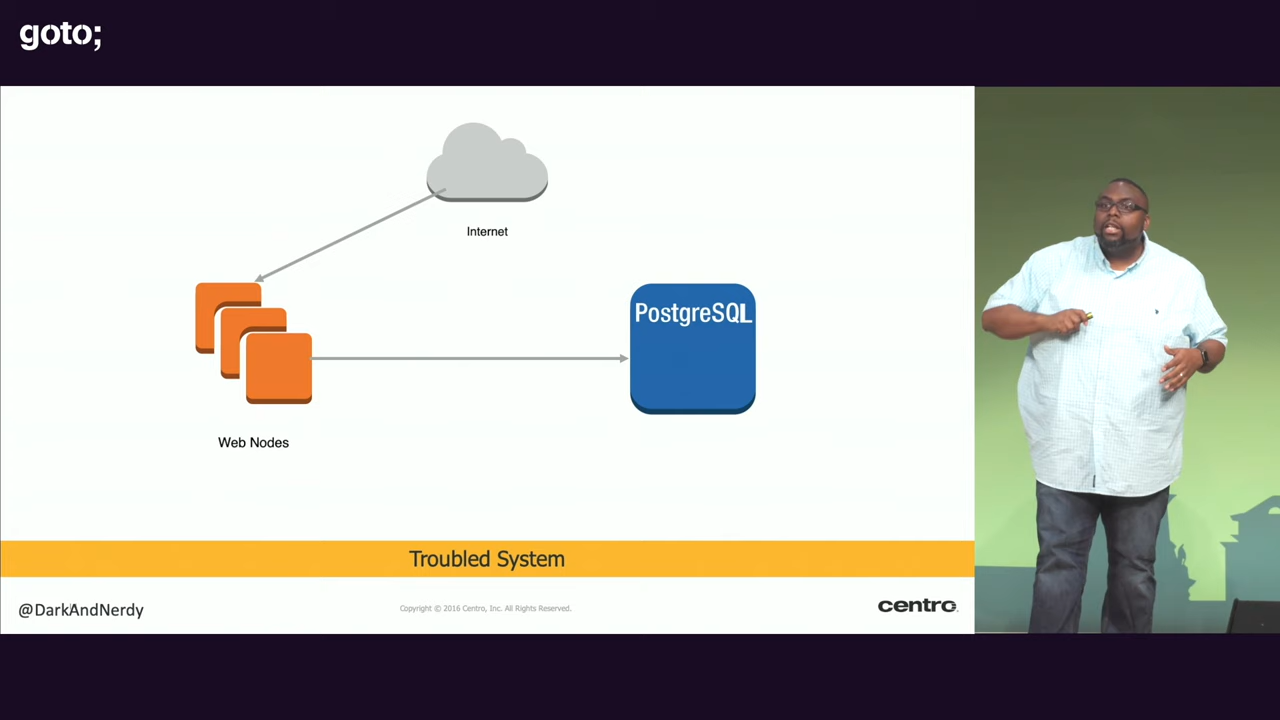 goto;
Internet
PostgreSQL
Web Nodes
Troubled System
@DarkAndNerdy
Copyright © 2016 Centro, Inc. All Rights Reserved.
centro